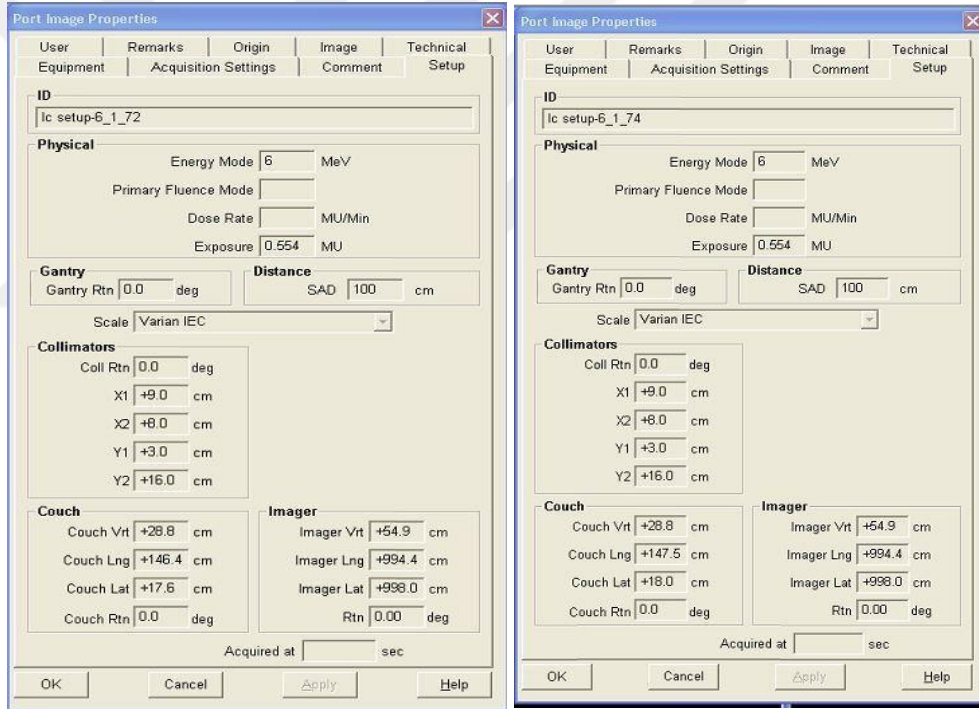 Port Image Properties
User Remarks Origin Image Technical
Equipment Acquisition Settings Comment Setup
ID
lc setup-6_1_72
Physical
Energy Mode 6 MeV
Primary Fluence Mode
Dose Rate MU/Min
Exposure 0.554 MU
Gantry Distance
Gantry Rtn 0.0 deg SAD 100 cm
Scale Varian IEC
Collimators
Coll Rtn 0.0 deg
X1 +9.0 cm
X2 +8.0 cm
Y1 +3.0 cm
Y2 +16.0 cm
Couch Imager
Couch Vrt +28.8 cm Imager Vrt +54.9 cm
Couch Lng +146.4 cm Imager Lng +994.4 cm
Couch Lat +17.6 cm Imager Lat +998.0 cm
Couch Rtn 0.0 deg Rtn 0.00 deg
Acquired at sec
OK Cancel Apply Help
Port Image Properties
User Remarks Origin Image Technical
Equipment Acquisition Settings Comment Setup
ID
lc setup-6_1_74
Physical
Energy Mode 6 MeV
Primary Fluence Mode
Dose Rate MU/Min
Exposure 0.554 MU
Gantry Distance
Gantry Rtn 0.0 deg SAD 100 cm
Scale Varian IEC
Collimators
Coll Rtn 0.0 deg
X1 +9.0 cm
X2 +8.0 cm
Y1 +3.0 cm
Y2 +16.0 cm
Couch Imager
Couch Vrt +28.8 cm Imager Vrt +54.9 cm
Couch Lng +147.5 cm Imager Lng +994.4 cm
Couch Lat +18.0 cm Imager Lat +998.0 cm
Couch Rtn 0.0 deg Rtn 0.00 deg
Acquired at sec
OK Cancel Apply Help